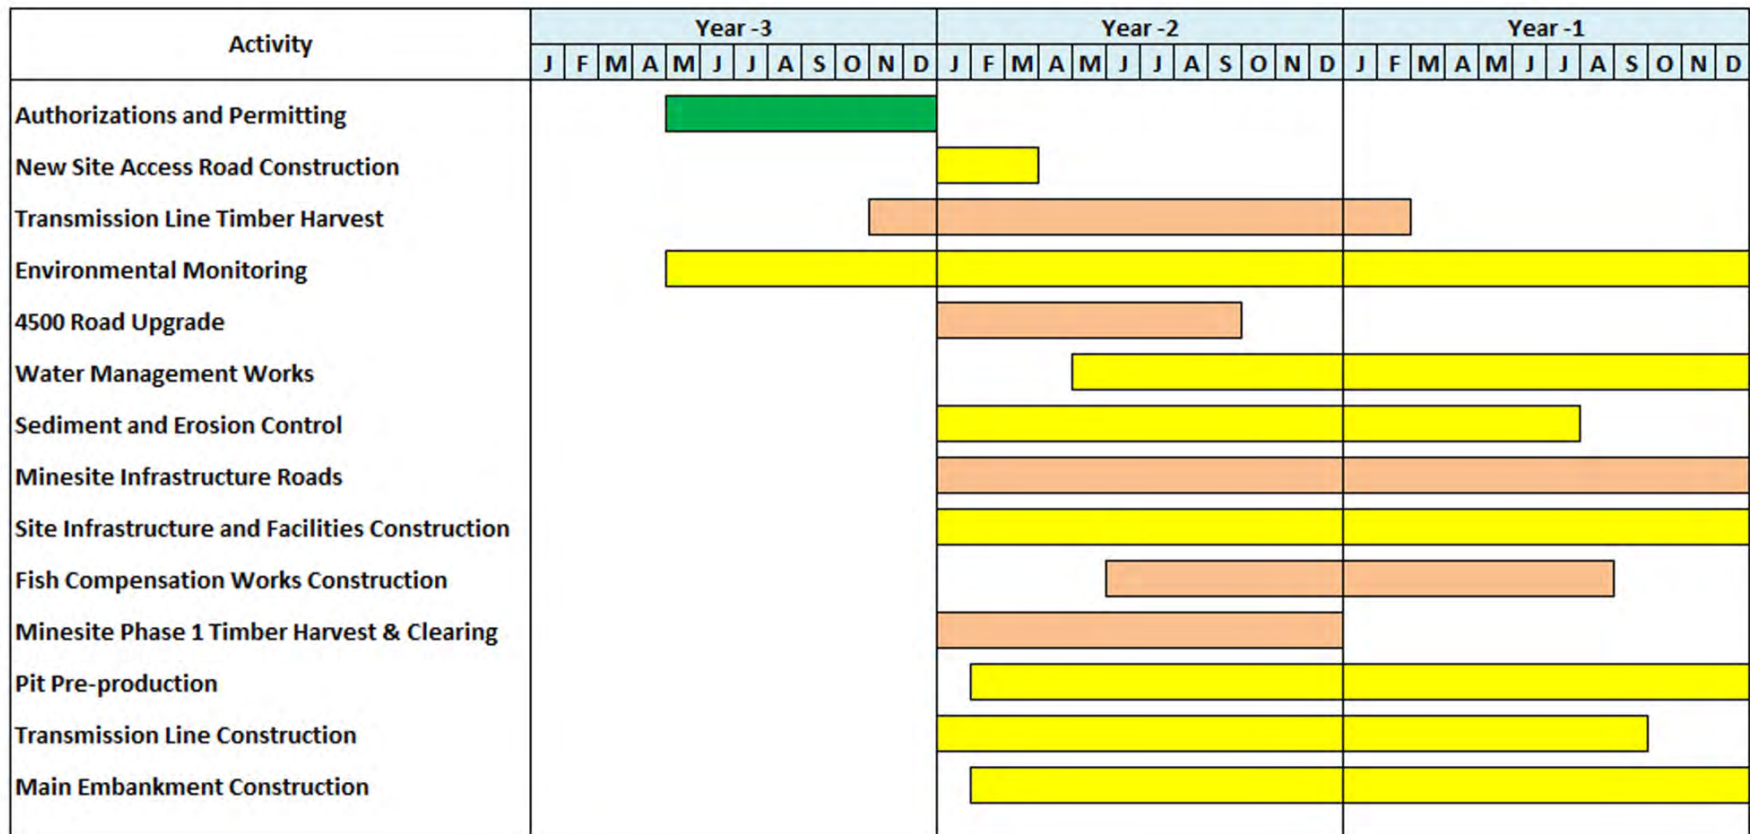 Activity
Year -3 Year -2 Year -1
J F M A M J J A S O N D J F M A M J J A S O N D J F M A M J J A S O N D
Authorizations and Permitting
New Site Access Road Construction
Transmission Line Timber Harvest
Environmental Monitoring
4500 Road Upgrade
Water Management Works
Sediment and Erosion Control
Minesite Infrastructure Roads
Site Infrastructure and Facilities Construction
Fish Compensation Works Construction
Minesite Phase 1 Timber Harvest & Clearing
Pit Pre-production
Transmission Line Construction
Main Embankment Construction